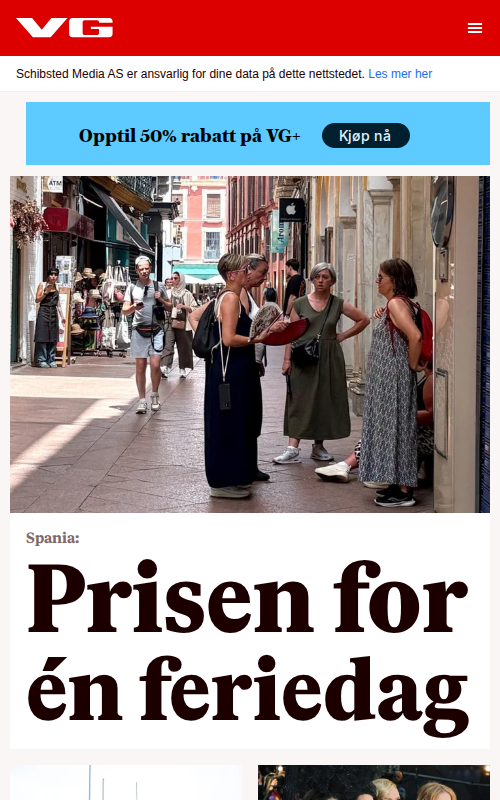 VG
Schibsted Media AS er ansvarlig for dine data på dette nettstedet. Les mer her
Opptil 50% rabatt på VG+
Kjøp nå
ATM
Spania:
Prisen for
én feriedag